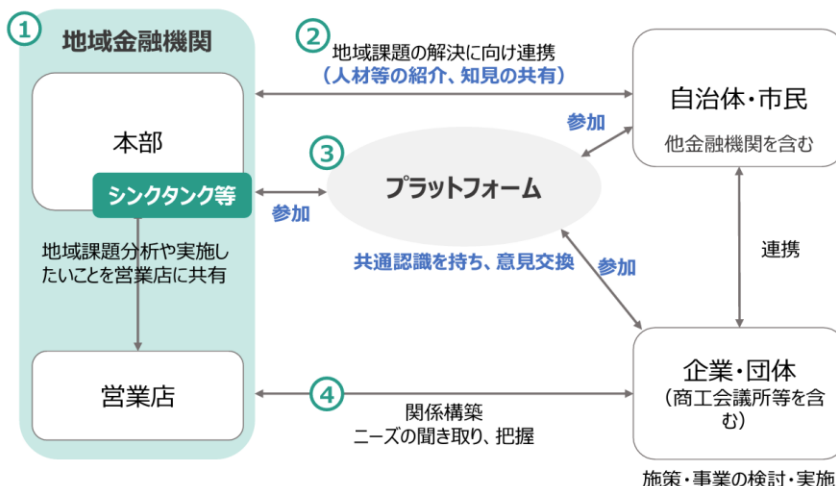 ①
地域金融機関
本部
シンクタンク等
地域課題分析や実施し
たいことを営業店に共有
営業店
②
地域課題の解決に向け連携
（人材等の紹介、知見の共有）
③
プラットフォーム
参加
参加
共通認識を持ち、意見交換
参加
自治体・市民
他金融機関を含む
連携
④
関係構築
ニーズの聞き取り、把握
企業・団体
（商工会議所等を含
む）
施策・事業の検討・実施